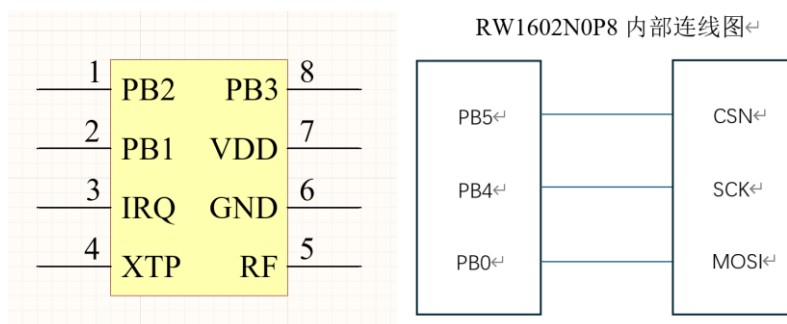 1 PB2 PB3 8
2 PB1 VDD 7
3 IRQ GND 6
4 XTP RF 5
RW1602N0P8 内部连线图↵
PB5↵ CSN↵
PB4↵ SCK↵
PB0↵ MOSI↵